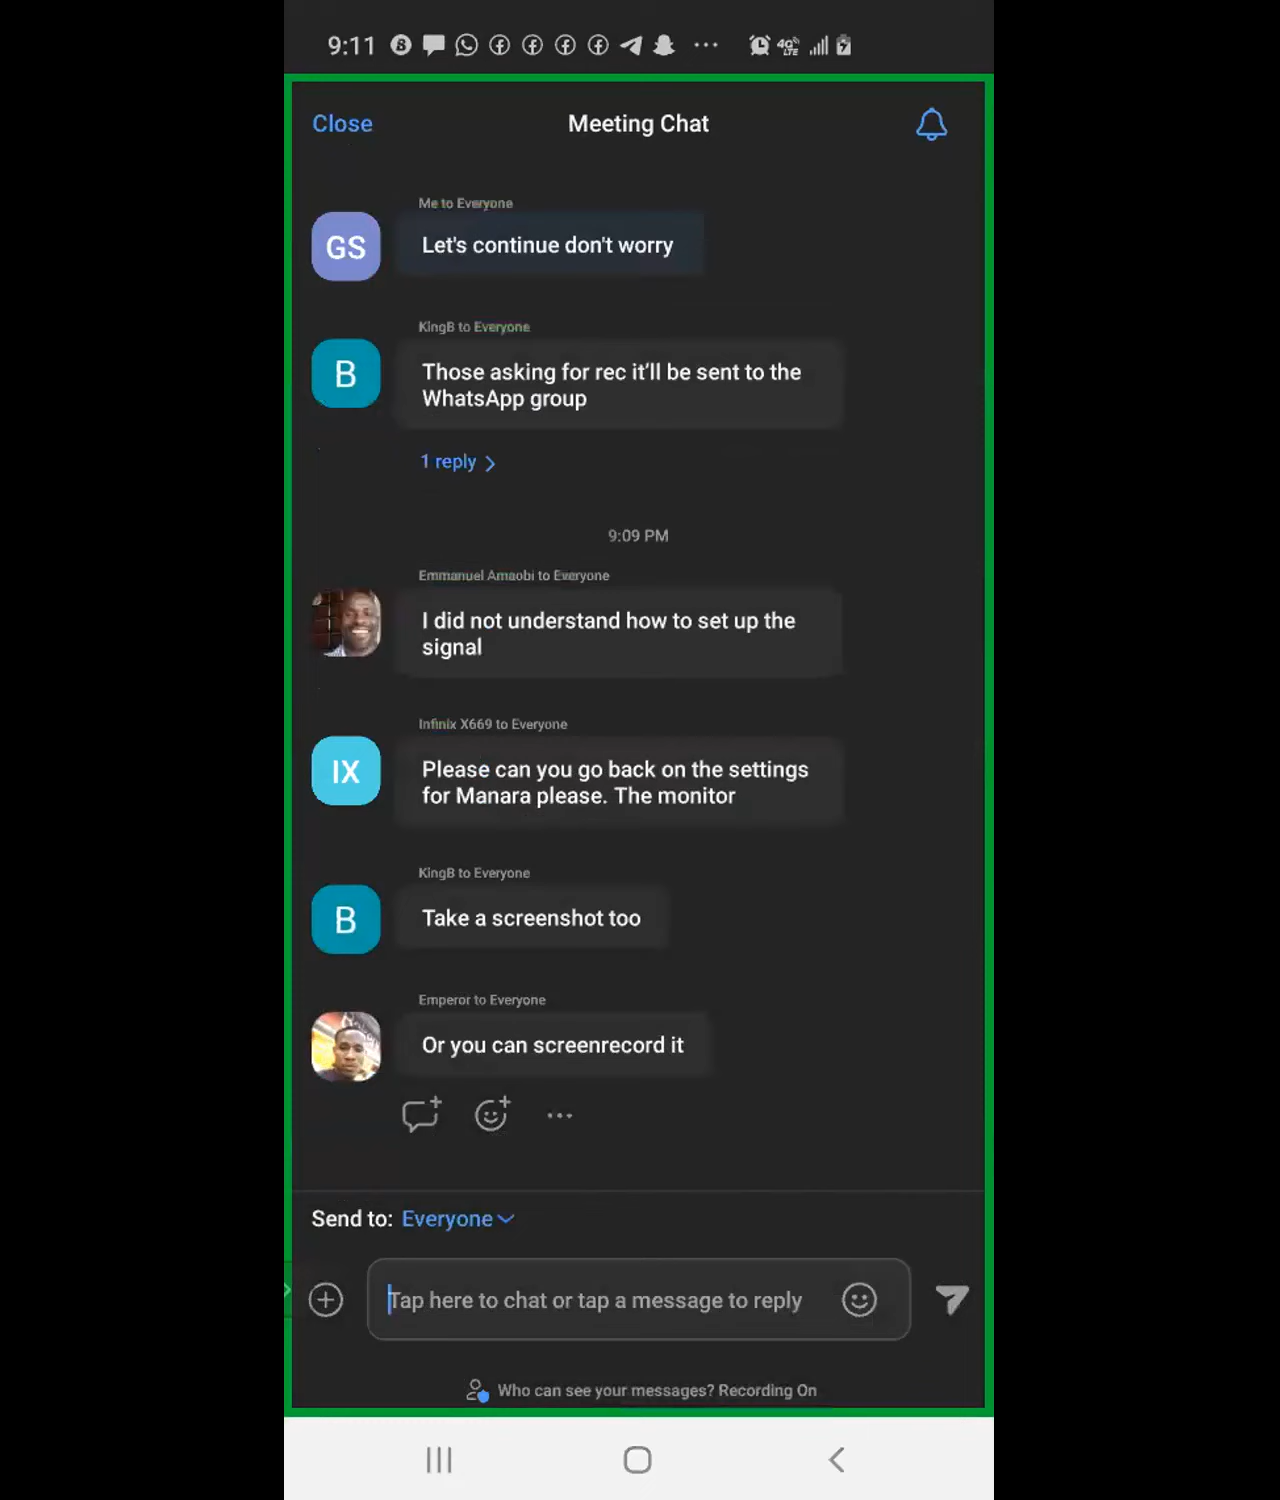 9:11
4G
LTE
Close
Meeting Chat
Me to Everyone
GS
Let's continue don't worry
KingB to Everyone
B
Those asking for rec it'll be sent to the
WhatsApp group
1 reply
9:09 PM
Emmanuel Amaobi to Everyone
I did not understand how to set up the
signal
Infinix X669 to Everyone
IX
Please can you go back on the settings
for Manara please. The monitor
KingB to Everyone
B
Take a screenshot too
Emperor to Everyone
Or you can screenrecord it
Send to: Everyone
Tap here to chat or tap a message to reply
Who can see your messages? Recording On